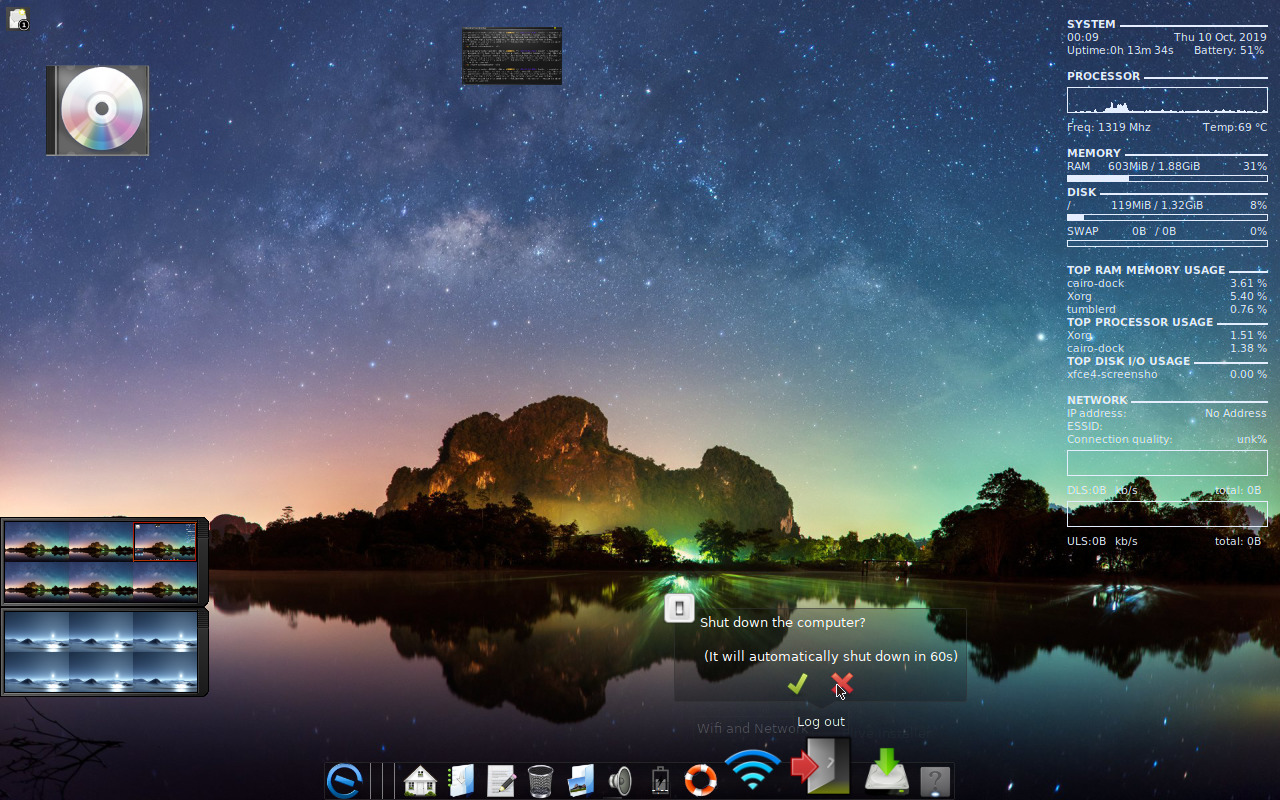 SYSTEM
00:09 Thu 10 Oct, 2019
Uptime:0h 13m 34s Battery: 51%
PROCESSOR
Freq: 1319 Mhz Temp:69 °C
MEMORY
RAM 603MiB / 1.88GiB 31%
DISK
/ 119MiB / 1.32GiB 8%
SWAP 0B / 0B 0%
TOP RAM MEMORY USAGE
cairo-dock 3.61 %
Xorg 5.40 %
tumblerd 0.76 %
TOP PROCESSOR USAGE
Xorg 1.51 %
cairo-dock 1.38 %
TOP DISK I/O USAGE
xfce4-screensho 0.00 %
NETWORK
IP address: No Address
ESSID:
Connection quality: unk%
DLS:0B kb/s total: 0B
ULS:0B kb/s total: 0B
Shut down the computer?
(It will automatically shut down in 60s)
Wifi and Network
Log out
1
?